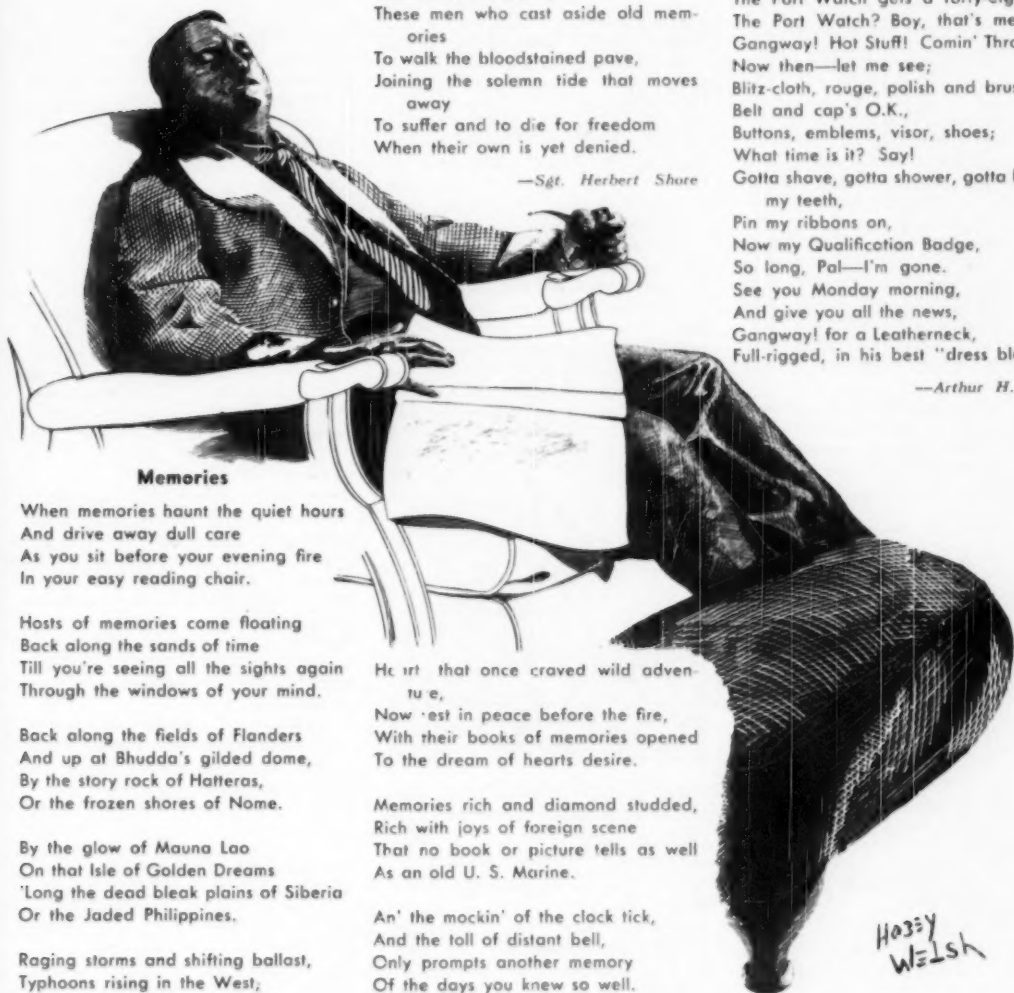 These men who cast aside old mem-
ories
To walk the bloodstained pave,
Joining the solemn tide that moves
away
To suffer and to die for freedom
When their own is yet denied.
—Sgt. Herbert Shore
The Port Watch gets a forty-eig
The Port Watch? Boy, that's me
Gangway! Hot Stuff! Comin' Thro
Now then—let me see;
Blitz-cloth, rouge, polish and brus
Belt and cap's O.K.,
Buttons, emblems, visor, shoes;
What time is it? Say!
Gotta shave, gotta shower, gotta
my teeth,
Pin my ribbons on,
Now my Qualification Badge,
So long, Pal—I'm gone.
See you Monday morning,
And give you all the news,
Gangway! for a Leatherneck,
Full-rigged, in his best "dress blu
—Arthur H.
Memories
When memories haunt the quiet hours
And drive away dull care
As you sit before your evening fire
In your easy reading chair.
Hosts of memories come floating
Back along the sands of time
Till you're seeing all the sights again
Through the windows of your mind.
Back along the fields of Flanders
And up at Bhudda's gilded dome,
By the story rock of Hatteras,
Or the frozen shores of Nome.
By the glow of Mauna Lao
On that Isle of Golden Dreams
'Long the dead bleak plains of Siberia
Or the Jaded Philippines.
Raging storms and shifting ballast,
Typhoons rising in the West;
He rt that once craved wild adven-
tu e,
Now est in peace before the fire,
With their books of memories opened
To the dream of hearts desire.
Memories rich and diamond studded,
Rich with joys of foreign scene
That no book or picture tells as well
As an old U. S. Marine.
An' the mockin' of the clock tick,
And the toll of distant bell,
Only prompts another memory
Of the days you knew so well.
WELSH